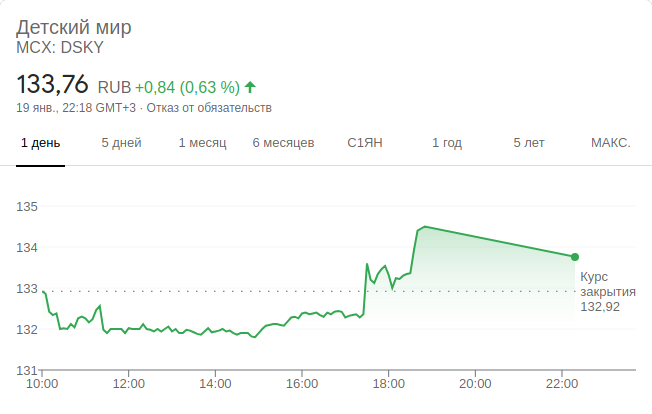 Детский мир
MCX: DSKY
133,76 RUB +0,84 (0,63 %)
19 янв., 22:18 GMT+3 · Отказ от обязательств
1 день 5 дней 1 месяц 6 месяцев С1ЯН 1 год 5 лет МАКС.
135
134
133
132
131
Курс
закрытия
132,92
10:00 12:00 14:00 16:00 18:00 20:00 22:00